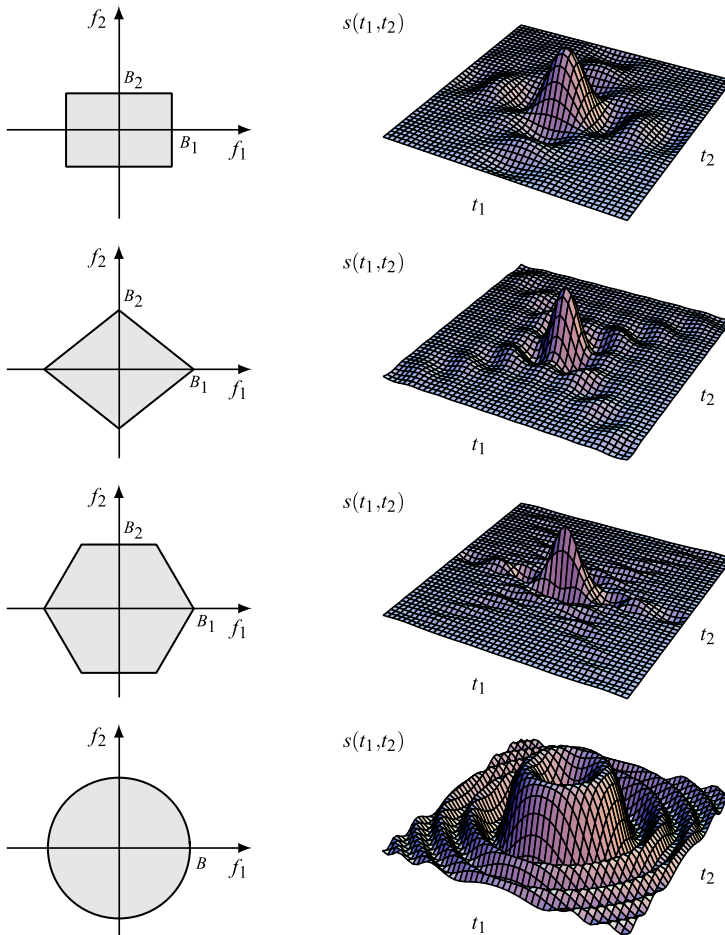 f₂
s(t₁,t₂)
B₂
B₁
f₁
t₂
t₁
f₂
s(t₁,t₂)
B₂
B₁
f₁
t₂
t₁
f₂
s(t₁,t₂)
B₂
B₁
f₁
t₂
t₁
f₂
s(t₁,t₂)
B
f₁
t₂
t₁